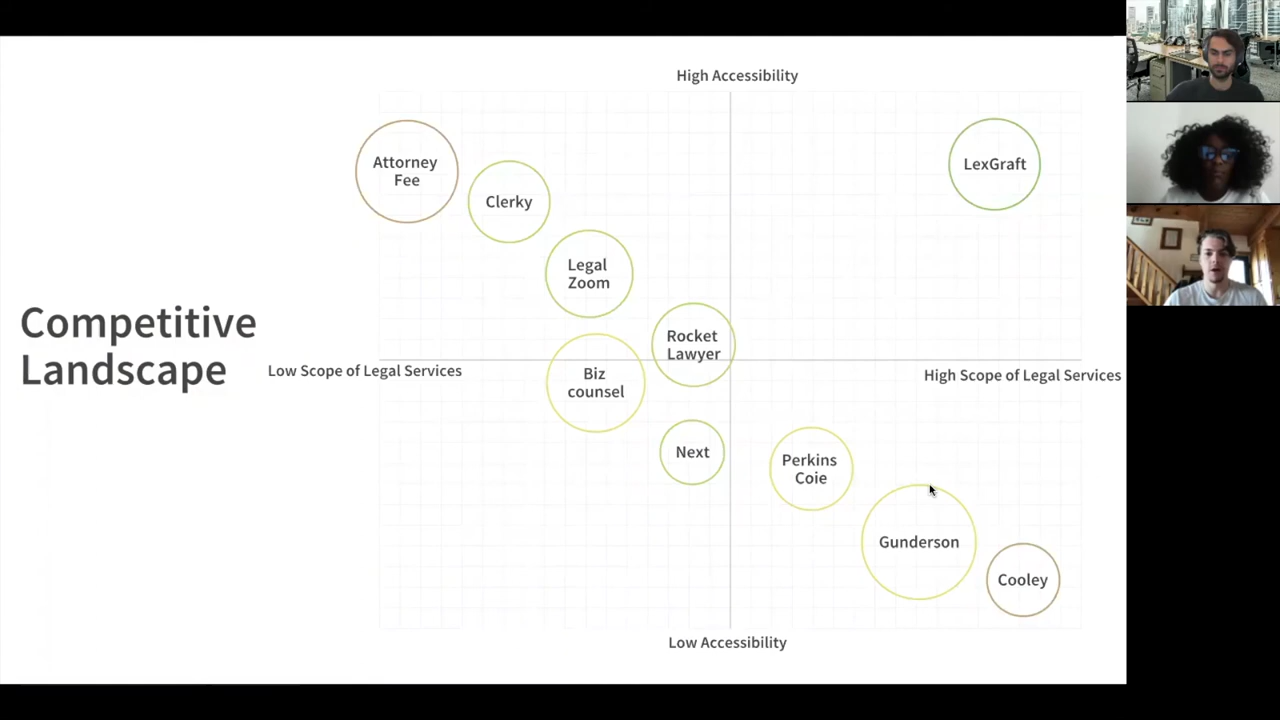 High Accessibility
Attorney
Fee
LexGraft
Clerky
Legal
Zoom
Rocket
Lawyer
Competitive
Landscape
Low Scope of Legal Services
Biz
counsel
High Scope of Legal Services
Next
Perkins
Coie
Gunderson
Cooley
Low Accessibility